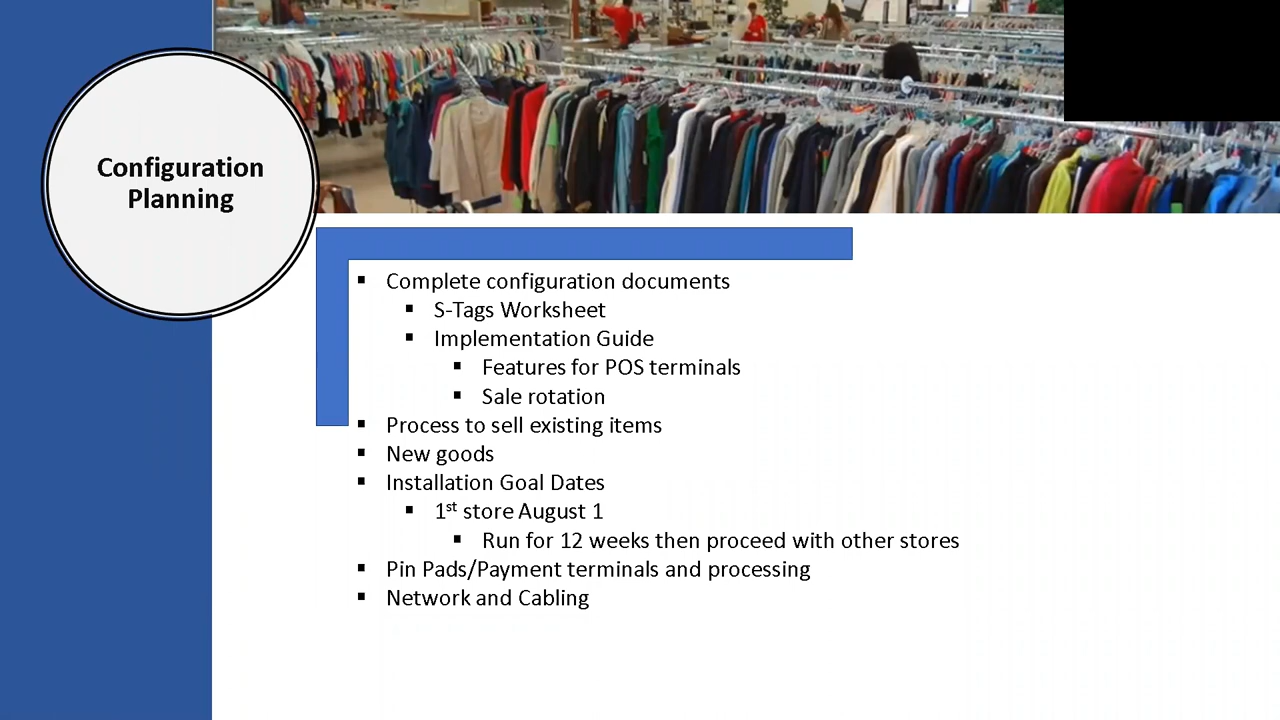 Configuration
Planning
▪ Complete configuration documents
▪ S-Tags Worksheet
▪ Implementation Guide
▪ Features for POS terminals
▪ Sale rotation
▪ Process to sell existing items
▪ New goods
▪ Installation Goal Dates
▪ 1st store August 1
▪ Run for 12 weeks then proceed with other stores
▪ Pin Pads/Payment terminals and processing
▪ Network and Cabling